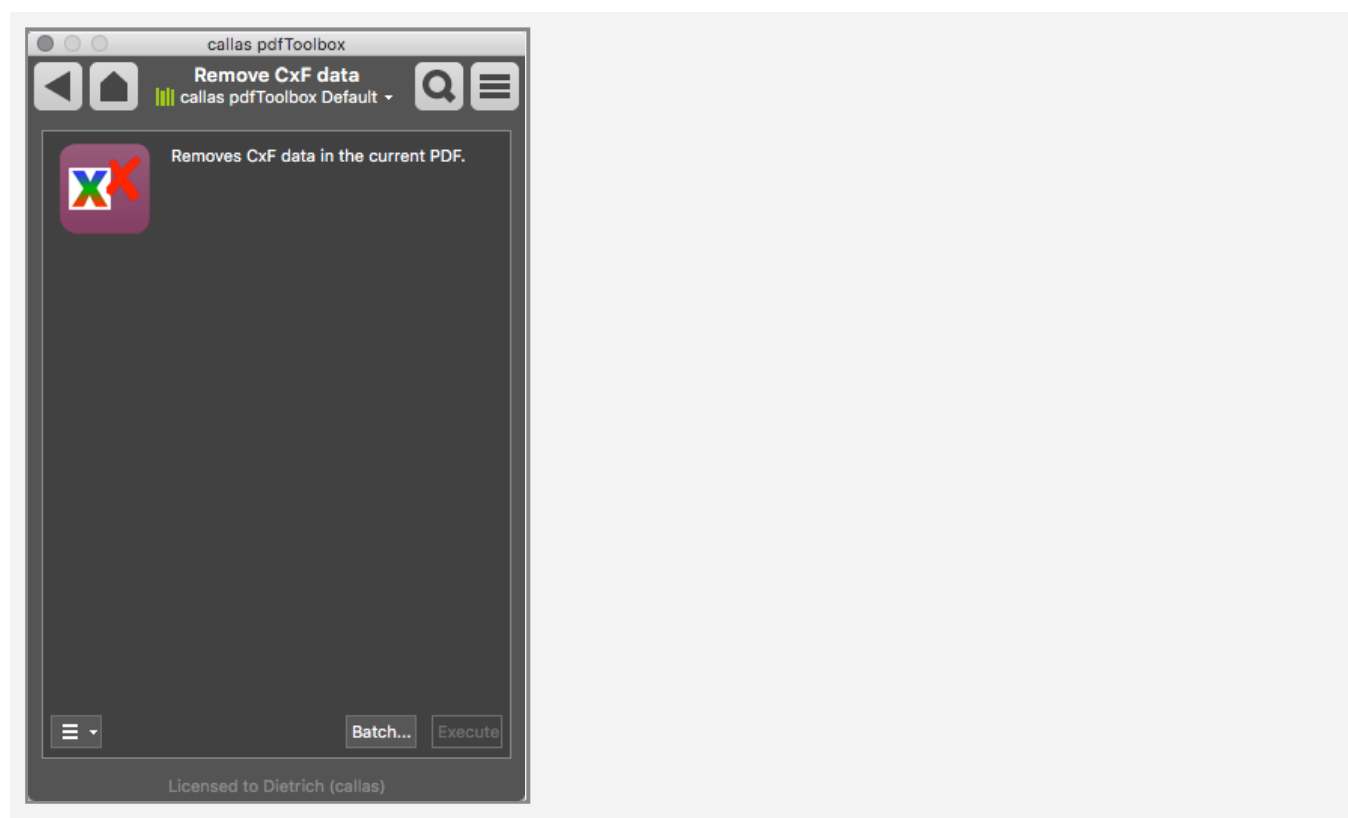 callas pdfToolbox
Remove CxF data
callas pdfToolbox Default
Removes CxF data in the current PDF.
Batch...
Execute
Licensed to Dietrich (callas)